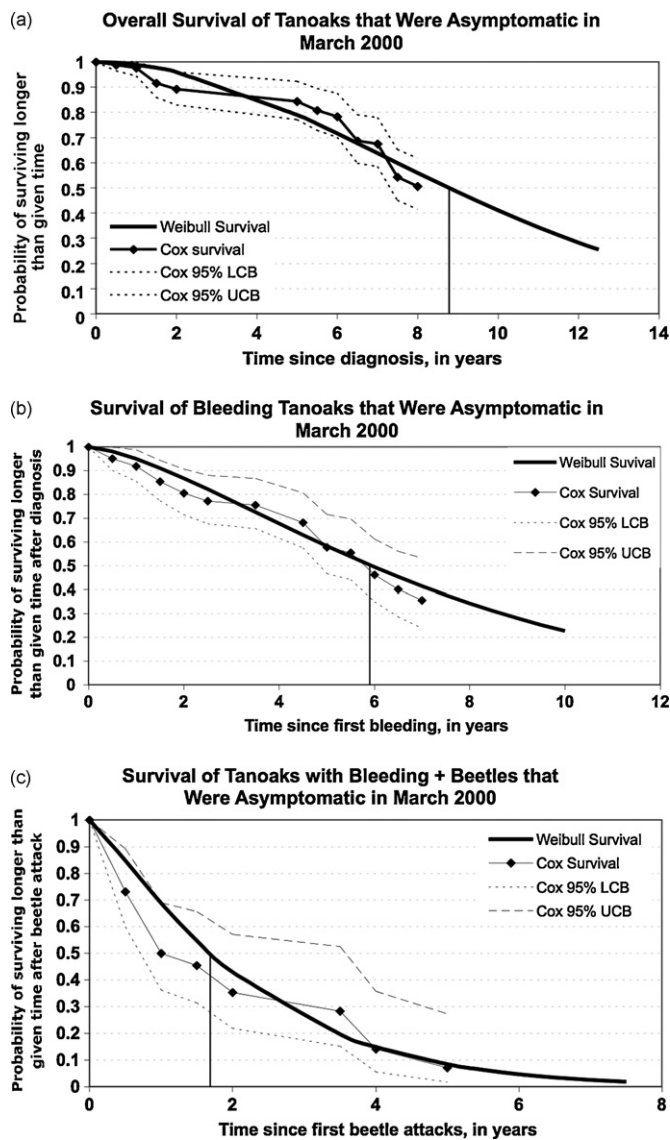 (a)
Overall Survival of Tanoaks that Were Asymptomatic in
March 2000
Probability of surviving longer
than given time
1
0.9
0.8
0.7
0.6
0.5
0.4
0.3
0.2
0.1
0
Weibull Survival
Cox survival
Cox 95% LCB
Cox 95% UCB
0 2 4 6 8 10 12 14
Time since diagnosis, in years
(b)
Survival of Bleeding Tanoaks that Were Asymptomatic in
March 2000
Probability of surviving longer
than given time after diagnosis
1
0.9
0.8
0.7
0.6
0.5
0.4
0.3
0.2
0.1
0
Weibull Suvival
Cox Survival
Cox 95% LCB
Cox 95% UCB
0 2 4 6 8 10 12
Time since first bleeding, in years
(c)
Survival of Tanoaks with Bleeding + Beetles that
Were Asymptomatic in March 2000
Probability of surviving longer than
given time after beetle attack
1
0.9
0.8
0.7
0.6
0.5
0.4
0.3
0.2
0.1
0
Weibull Survival
Cox Survival
Cox 95% LCB
Cox 95% UCB
0 2 4 6 8
Time since first beetle attacks, in years